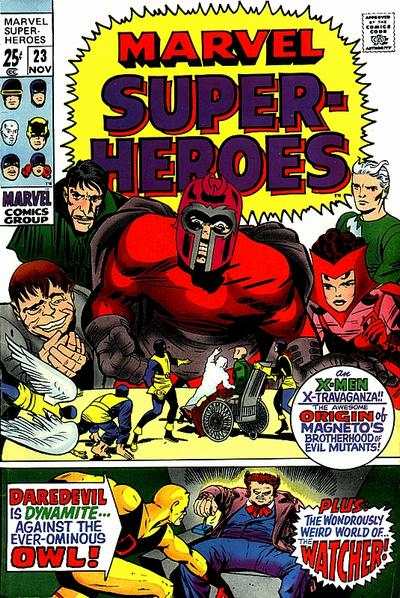 MARVEL
SUPER-
HEROES
25¢ 23
CC NOV
MARVEL
COMICS
GROUP
APPROVED
BY THE
COMICS
CODE
AUTHORITY
MARVEL
SUPER-
HEROES
TM
an
X-MEN
X-TRAVAGANZA!!
THE AWESOME
ORIGIN of
MAGNETO'S
BROTHERHOOD OF
EVIL MUTANTS!
DAREDEVIL
IS DYNAMITE...
AGAINST THE
EVER-OMINOUS
OWL!
PLUS:
THE WONDROUSLY
WEIRD WORLD OF...
THE
WATCHER!